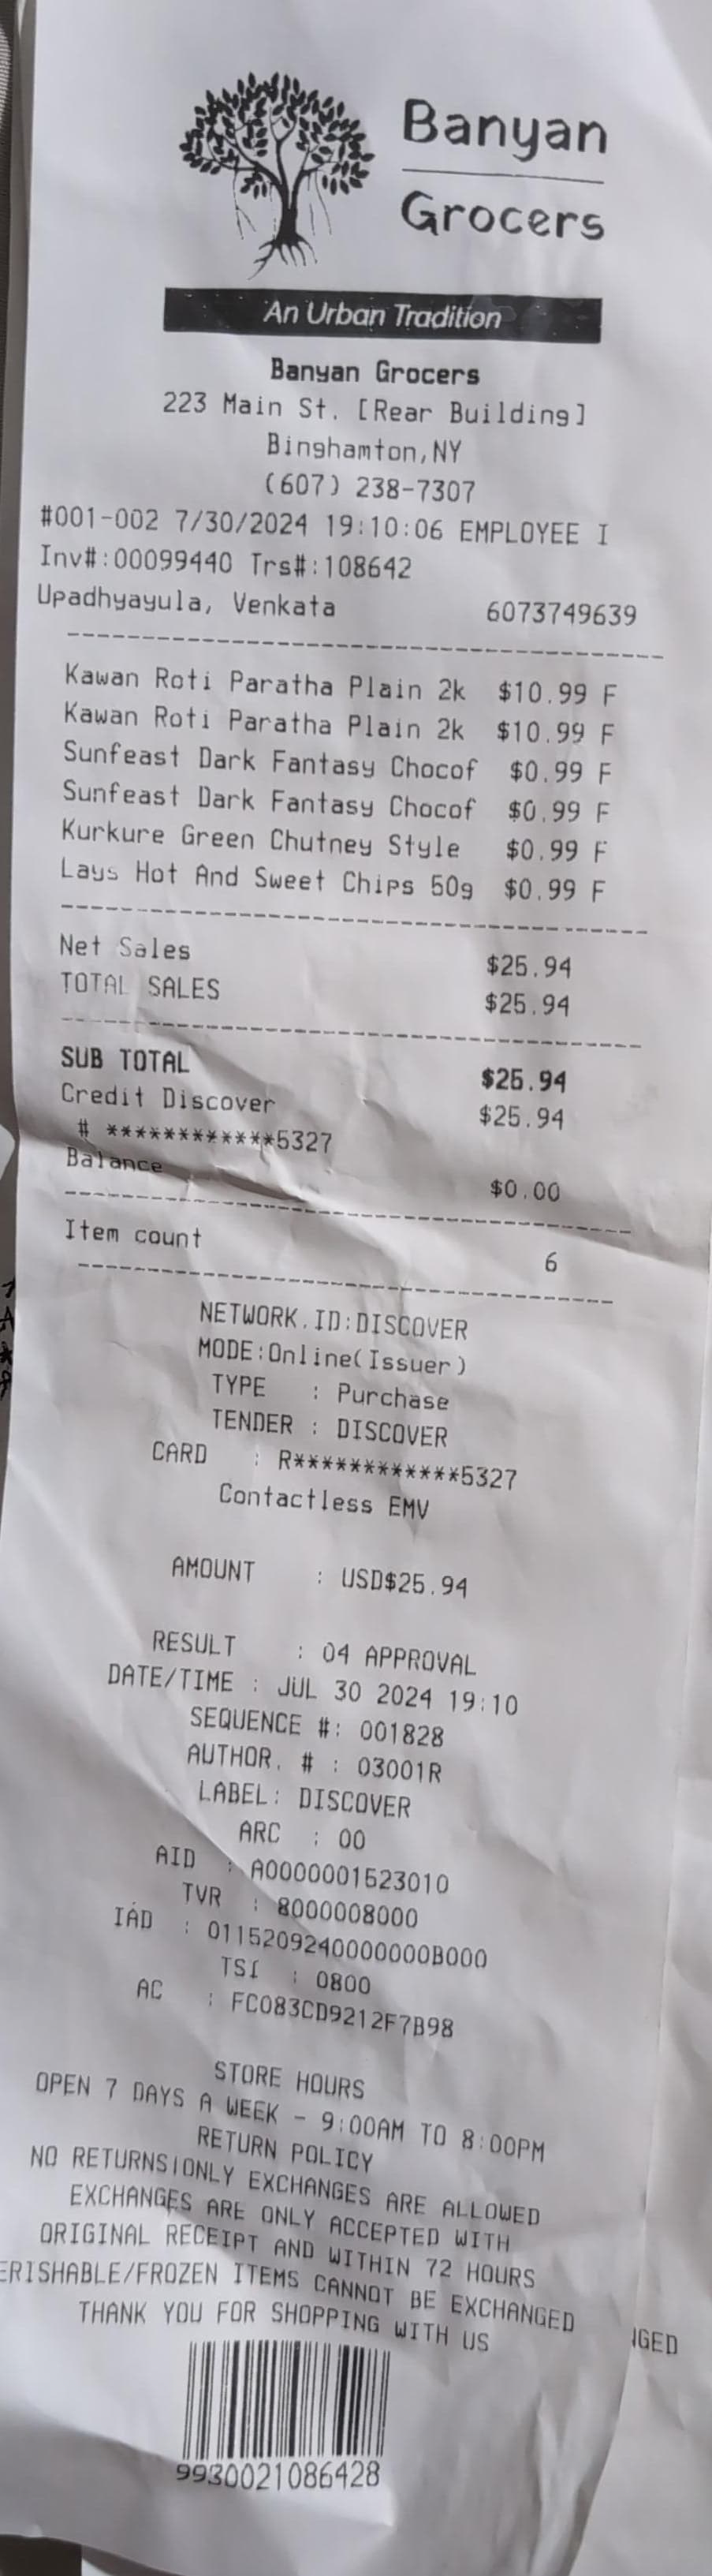 Banyan
Grocers
An Urban Tradition
Banyan Grocers
223 Main St. [Rear Building]
Binghamton,NY
(607) 238-7307
#001-002 7/30/2024 19:10:06 EMPLOYEE I
Inv#:00099440 Trs#:108642
Upadhyayula, Venkata 6073749639
Kawan Roti Paratha Plain 2k $10.99 F
Kawan Roti Paratha Plain 2k $10.99 F
Sunfeast Dark Fantasy Chocof $0.99 F
Sunfeast Dark Fantasy Chocof $0.99 F
Kurkure Green Chutney Style $0.99 F
Lays Hot And Sweet Chips 50g $0.99 F
Net Sales $25.94
TOTAL SALES $25.94
SUB TOTAL $25.94
Credit Discover $25.94
# ************5327
Balance $0.00
Item count 6
NETWORK.ID:DISCOVER
MODE:Online(Issuer)
TYPE : Purchase
TENDER : DISCOVER
CARD : R************5327
Contactless EMV
AMOUNT : USD$25.94
RESULT : 04 APPROVAL
DATE/TIME : JUL 30 2024 19:10
SEQUENCE #: 001828
AUTHOR. # : 03001R
LABEL: DISCOVER
ARC : 00
AID : A0000001523010
TVR : 8000008000
IAD : 0115209240000000B000
TSI : 0800
AC : FC083CD9212F7B98
STORE HOURS
OPEN 7 DAYS A WEEK - 9:00AM TO 8:00PM
RETURN POLICY
NO RETURNS|ONLY EXCHANGES ARE ALLOWED
EXCHANGES ARE ONLY ACCEPTED WITH
ORIGINAL RECEIPT AND WITHIN 72 HOURS
ERISHABLE/FROZEN ITEMS CANNOT BE EXCHANGED
NGED
THANK YOU FOR SHOPPING WITH US
9930021086428